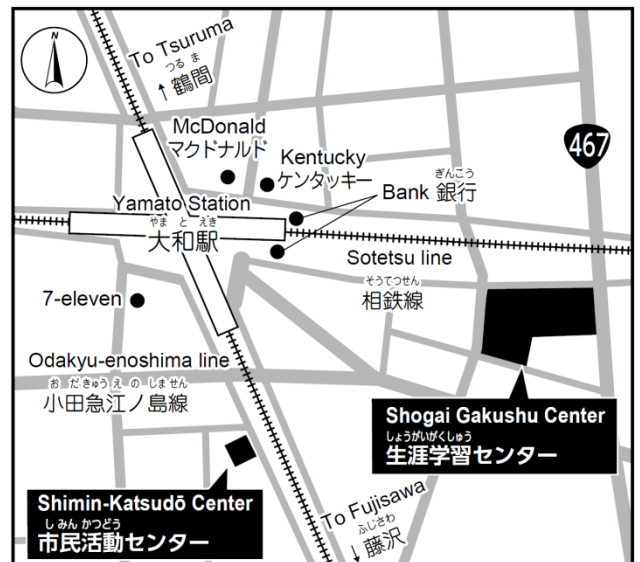 N
To Tsuruma
つる ま
↑鶴間
McDonald
マクドナルド
Kentucky
ケンタッキー
467
Bank 銀行
ぎんこう
Yamato Station
やま と えき
大和駅
Sotetsu line
そうてつせん
相鉄線
7-eleven
Odakyu-enoshima line
お だ きゅう え の しません
小田急江ノ島線
Shogai Gakushu Center
しょうがいがくしゅう
生涯学習センター
Shimin-Katsudō Center
し みん かつどう
市民活動センター
To Fujisawa
ふじさわ
↓藤沢